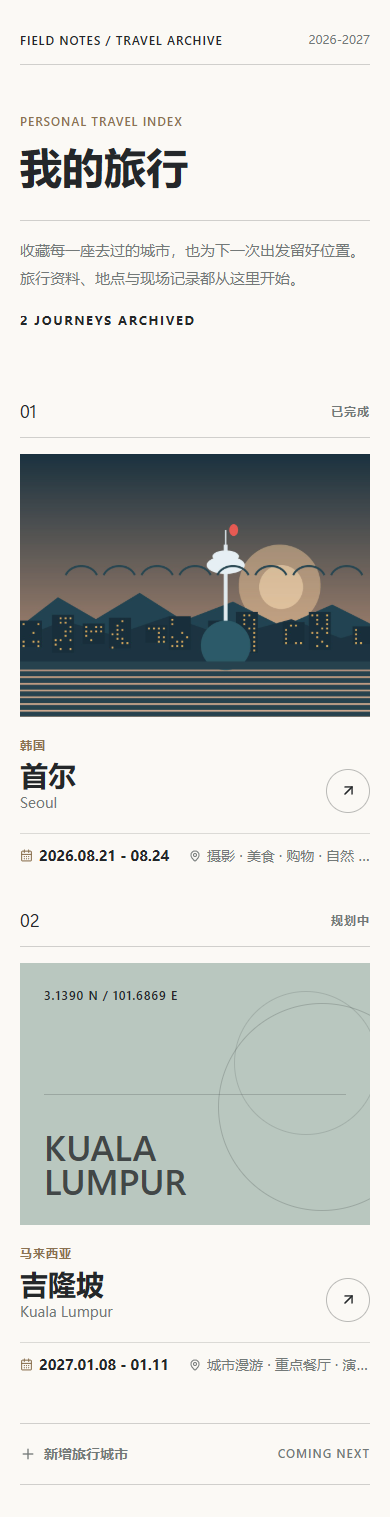 FIELD NOTES / TRAVEL ARCHIVE
2026-2027
PERSONAL TRAVEL INDEX
我的旅行
收藏每一座去过的城市，也为下一次出发留好位置。
旅行资料、地点与现场记录都从这里开始。
2 JOURNEYS ARCHIVED
01
已完成
韩国
首尔
Seoul
2026.08.21 - 08.24
摄影 · 美食 · 购物 · 自然 ...
02
规划中
3.1390 N / 101.6869 E
KUALA
LUMPUR
马来西亚
吉隆坡
Kuala Lumpur
2027.01.08 - 01.11
城市漫游 · 重点餐厅 · 演...
新增旅行城市
COMING NEXT